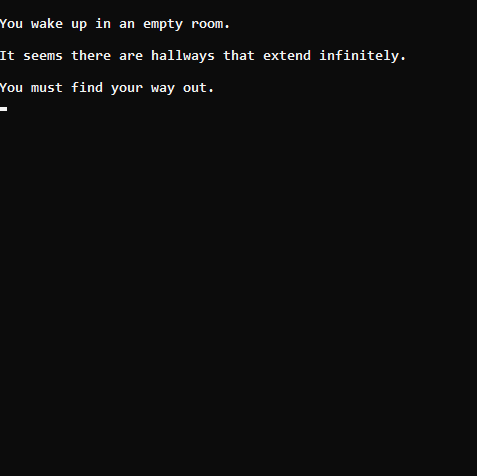 You wake up in an empty room.
It seems there are hallways that extend infinitely.
You must find your way out.